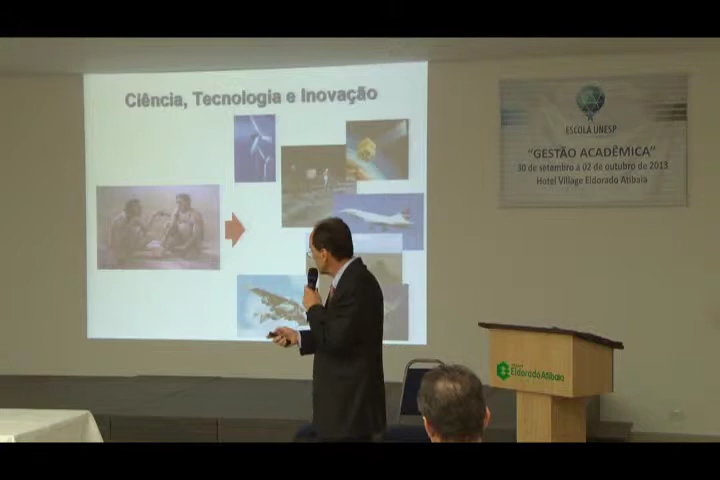 Ciência, Tecnologia e Inovação
ESCOLA UNESP
"GESTÃO ACADÊMICA"
30 de setembro a 02 de outubro de 2013
Hotel Village Eldorado Atibaia
Eldorado Atibaia